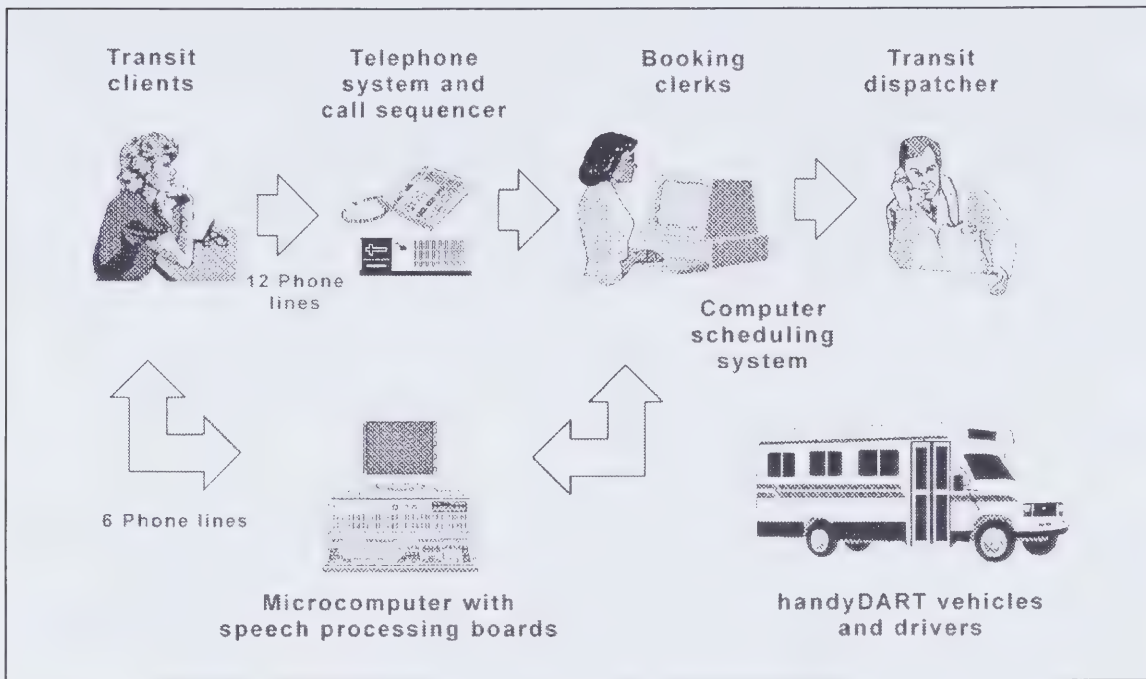 Transit
clients
Telephone
system and
call sequencer
Booking
clerks
Transit
dispatcher
12 Phone
lines
Computer
scheduling
system
6 Phone lines
Microcomputer with
speech processing boards
handyDART vehicles
and drivers